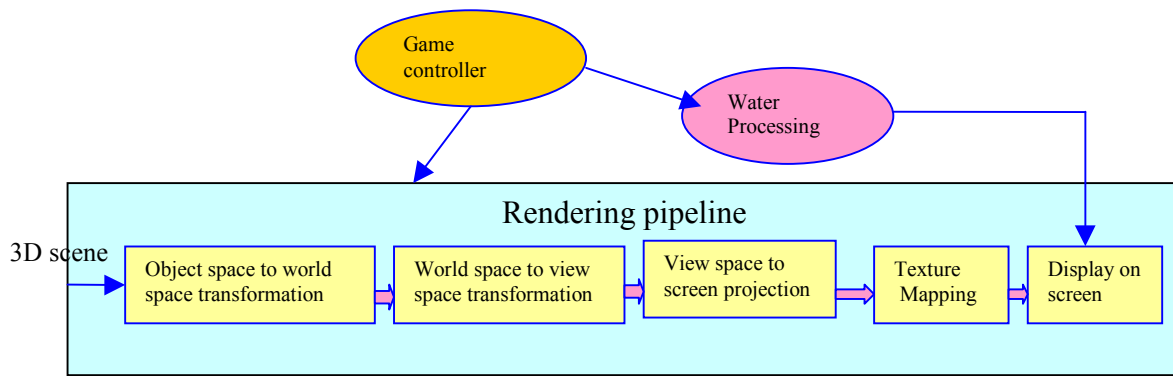 Game
controller
Water
Processing
Rendering pipeline
3D scene
Object space to world
space transformation
World space to view
space transformation
View space to
screen projection
Texture
Mapping
Display on
screen